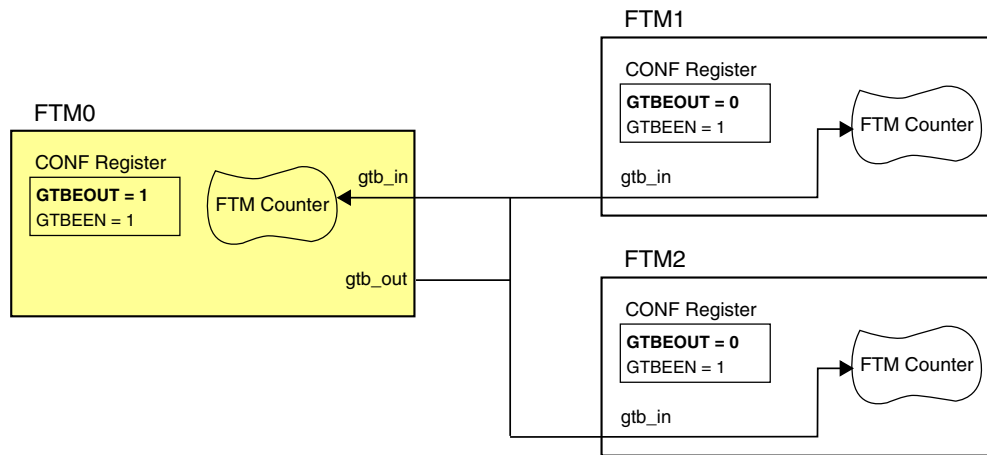 FTM0
CONF Register
GTBEOUT = 1
GTBEEN = 1
FTM Counter
gtb_in
gtb_out
FTM1
CONF Register
GTBEOUT = 0
GTBEEN = 1
FTM Counter
gtb_in
FTM2
CONF Register
GTBEOUT = 0
GTBEEN = 1
FTM Counter
gtb_in